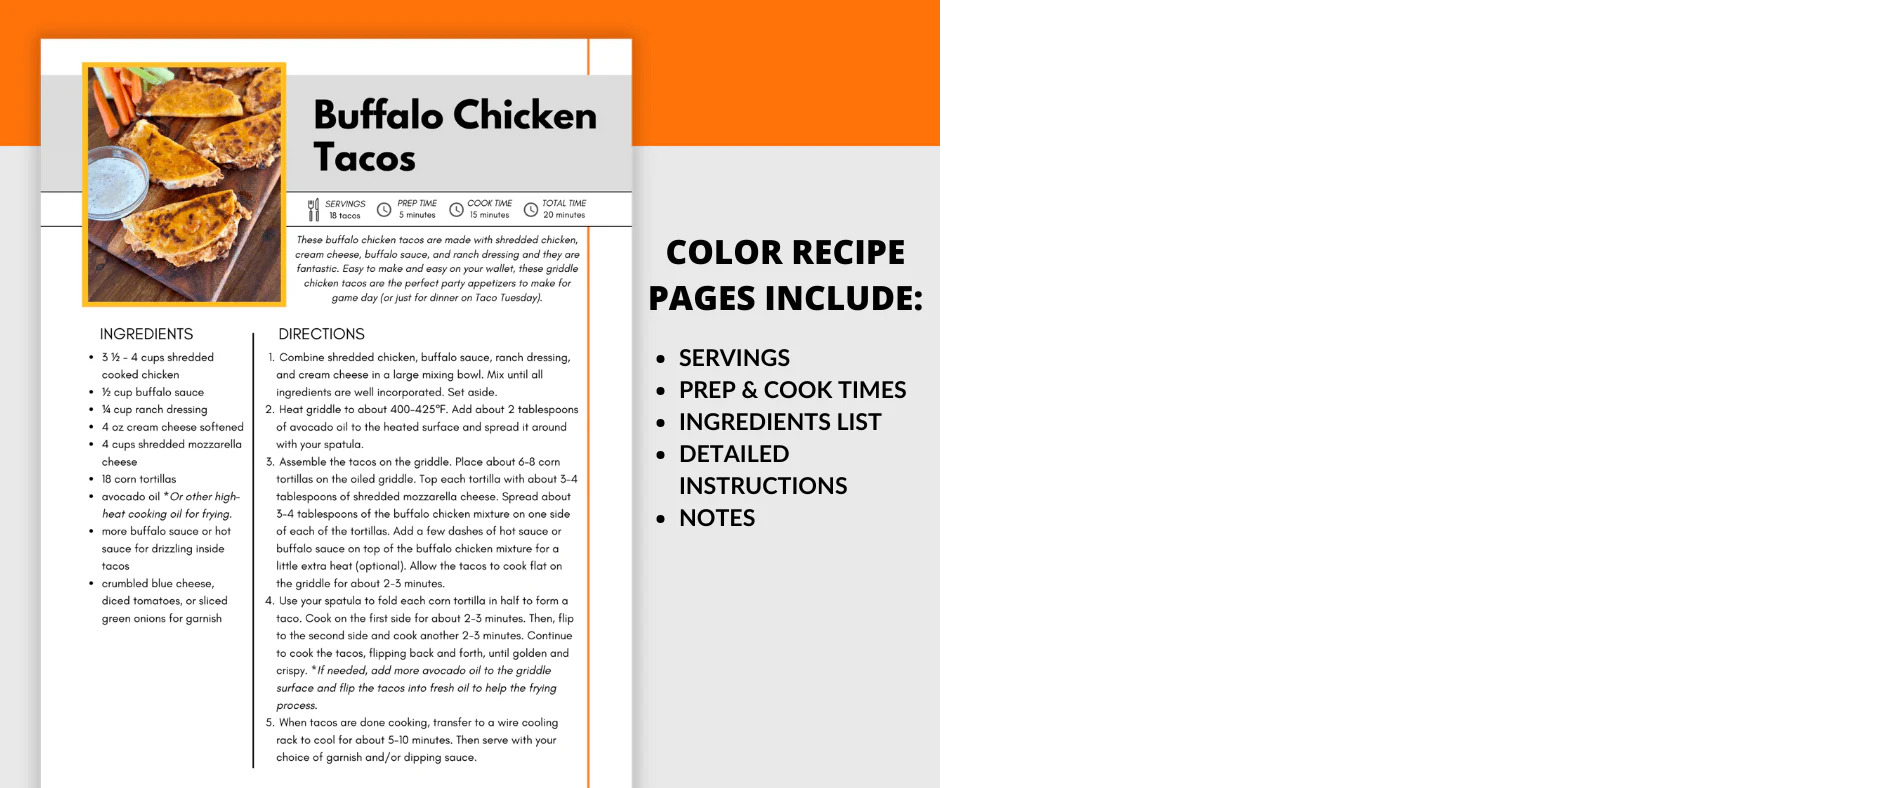 Buffalo Chicken
Tacos
SERVINGS
18 tacos
PREP TIME
5 minutes
COOK TIME
15 minutes
TOTAL TIME
20 minutes
These buffalo chicken tacos are made with shredded chicken,
cream cheese, buffalo sauce, and ranch dressing and they are
fantastic. Easy to make and easy on your wallet, these griddle
chicken tacos are the perfect party appetizers to make for
game day (or just for dinner on Taco Tuesday).
INGREDIENTS
• 3 ½ - 4 cups shredded
cooked chicken
• ½ cup buffalo sauce
• ¼ cup ranch dressing
• 4 oz cream cheese softened
• 4 cups shredded mozzarella
cheese
• 18 corn tortillas
• avocado oil *Or other high-
heat cooking oil for frying.
• more buffalo sauce or hot
sauce for drizzling inside
tacos
• crumbled blue cheese,
diced tomatoes, or sliced
green onions for garnish
DIRECTIONS
1. Combine shredded chicken, buffalo sauce, ranch dressing,
and cream cheese in a large mixing bowl. Mix until all
ingredients are well incorporated. Set aside.
2. Heat griddle to about 400-425°F. Add about 2 tablespoons
of avocado oil to the heated surface and spread it around
with your spatula.
3. Assemble the tacos on the griddle. Place about 6-8 corn
tortillas on the oiled griddle. Top each tortilla with about 3-4
tablespoons of shredded mozzarella cheese. Spread about
3-4 tablespoons of the buffalo chicken mixture on one side
of each of the tortillas. Add a few dashes of hot sauce or
buffalo sauce on top of the buffalo chicken mixture for a
little extra heat (optional). Allow the tacos to cook flat on
the griddle for about 2-3 minutes.
4. Use your spatula to fold each corn tortilla in half to form a
taco. Cook on the first side for about 2-3 minutes. Then, flip
to the second side and cook another 2-3 minutes. Continue
to cook the tacos, flipping back and forth, until golden and
crispy. *If needed, add more avocado oil to the griddle
surface and flip the tacos into fresh oil to help the frying
process.
5. When tacos are done cooking, transfer to a wire cooling
rack to cool for about 5-10 minutes. Then serve with your
choice of garnish and/or dipping sauce.
COLOR RECIPE
PAGES INCLUDE:
• SERVINGS
• PREP & COOK TIMES
• INGREDIENTS LIST
• DETAILED
INSTRUCTIONS
• NOTES